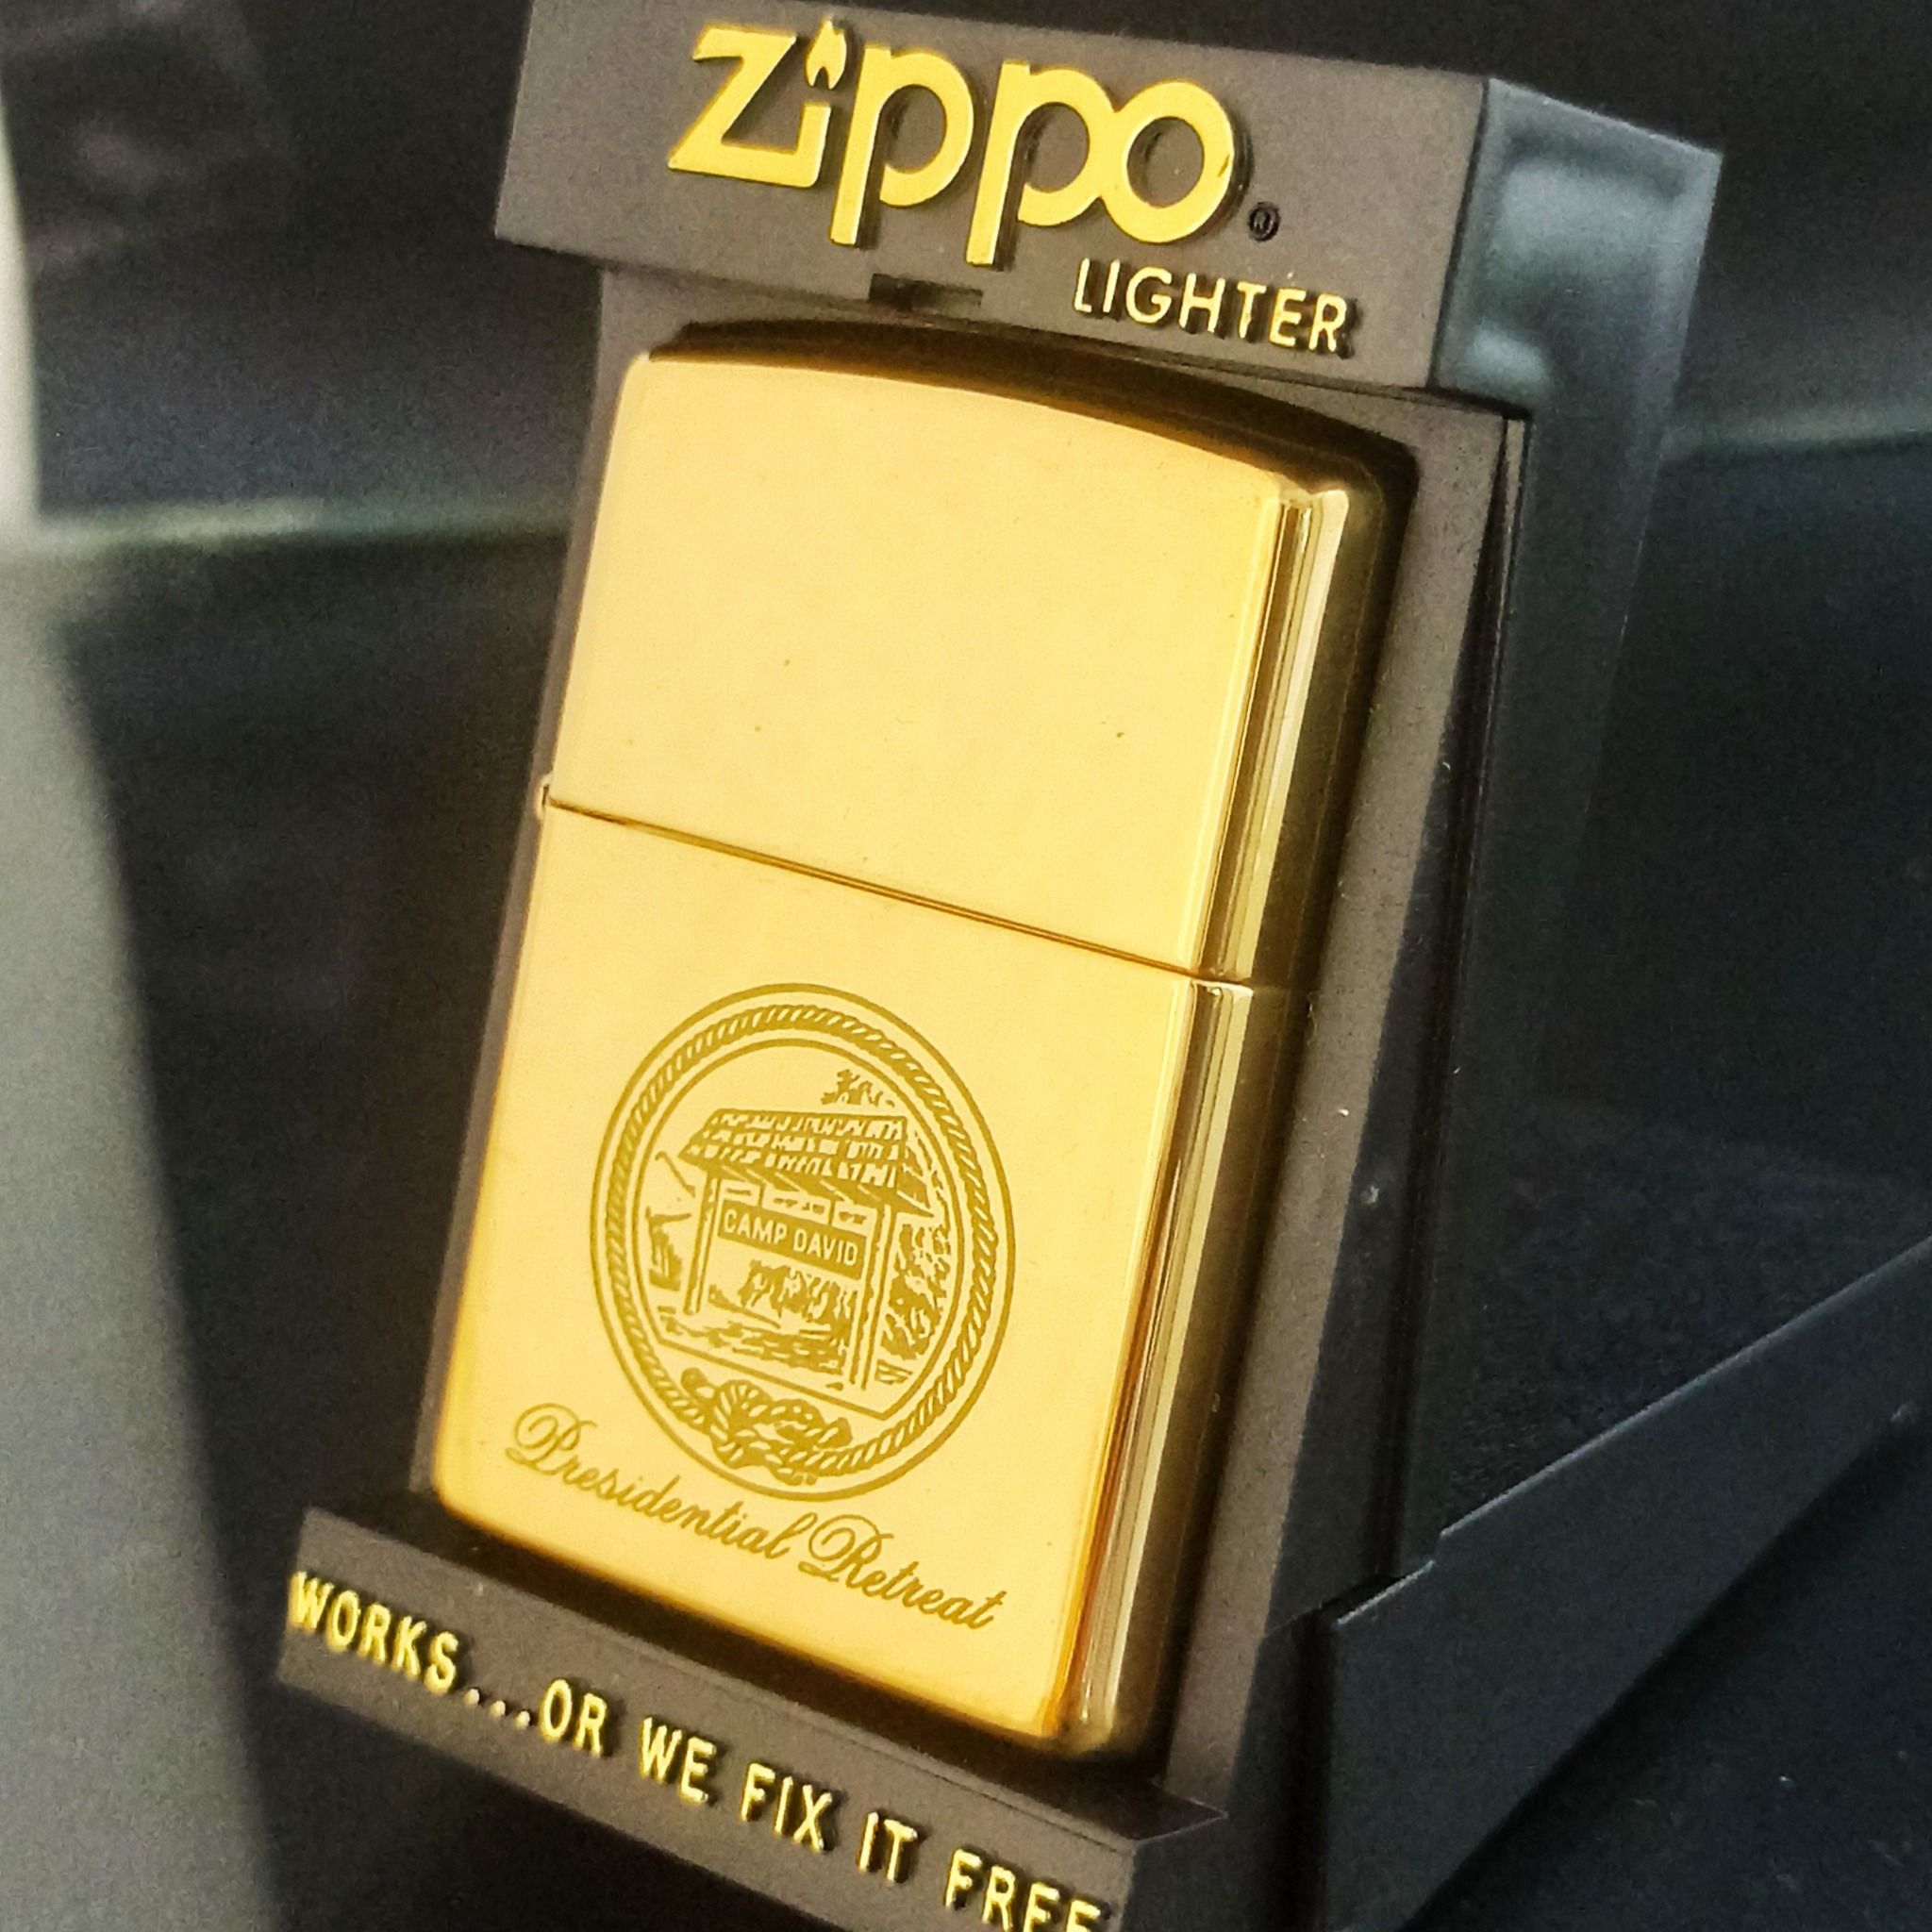 Zippo®
LIGHTER
CAMP DAVID
Presidential Retreat
WORKS...OR WE FIX IT FREE